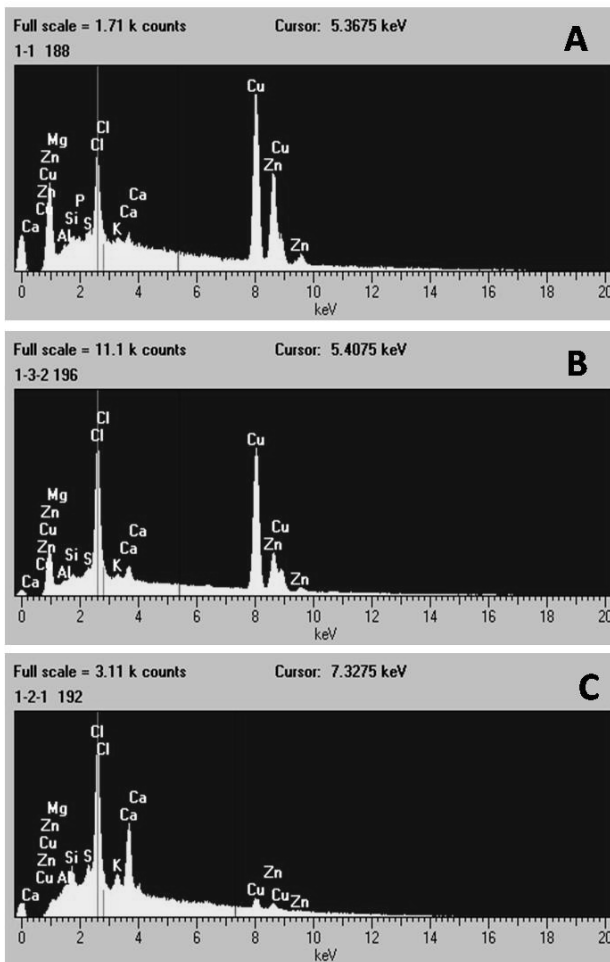 Full scale = 1.71 k counts Cursor: 5.3675 keV
A
1-1 188
Cl
Cl
Cu
Mg
Zn
Cu
Zn
C
Ca
P
Si
Al
S
K
Ca
Ca
Cu
Zn
Zn
0 2 4 6 8 10 12 14 16 18 20
keV
Full scale = 11.1 k counts Cursor: 5.4075 keV
B
1-3-2 196
Cl
Cl
Cu
Mg
Zn
Cu
Zn
C
Ca
Si
Al
S
K
Ca
Ca
Cu
Zn
Zn
0 2 4 6 8 10 12 14 16 18 20
keV
Full scale = 3.11 k counts Cursor: 7.3275 keV
C
1-2-1 192
Cl
Cl
Ca
Ca
Mg
Zn
Cu
Zn
Cu
Ca
Al
Si
S
K
Zn
Cu
Cu
Zn
0 2 4 6 8 10 12 14 16 18 20
keV